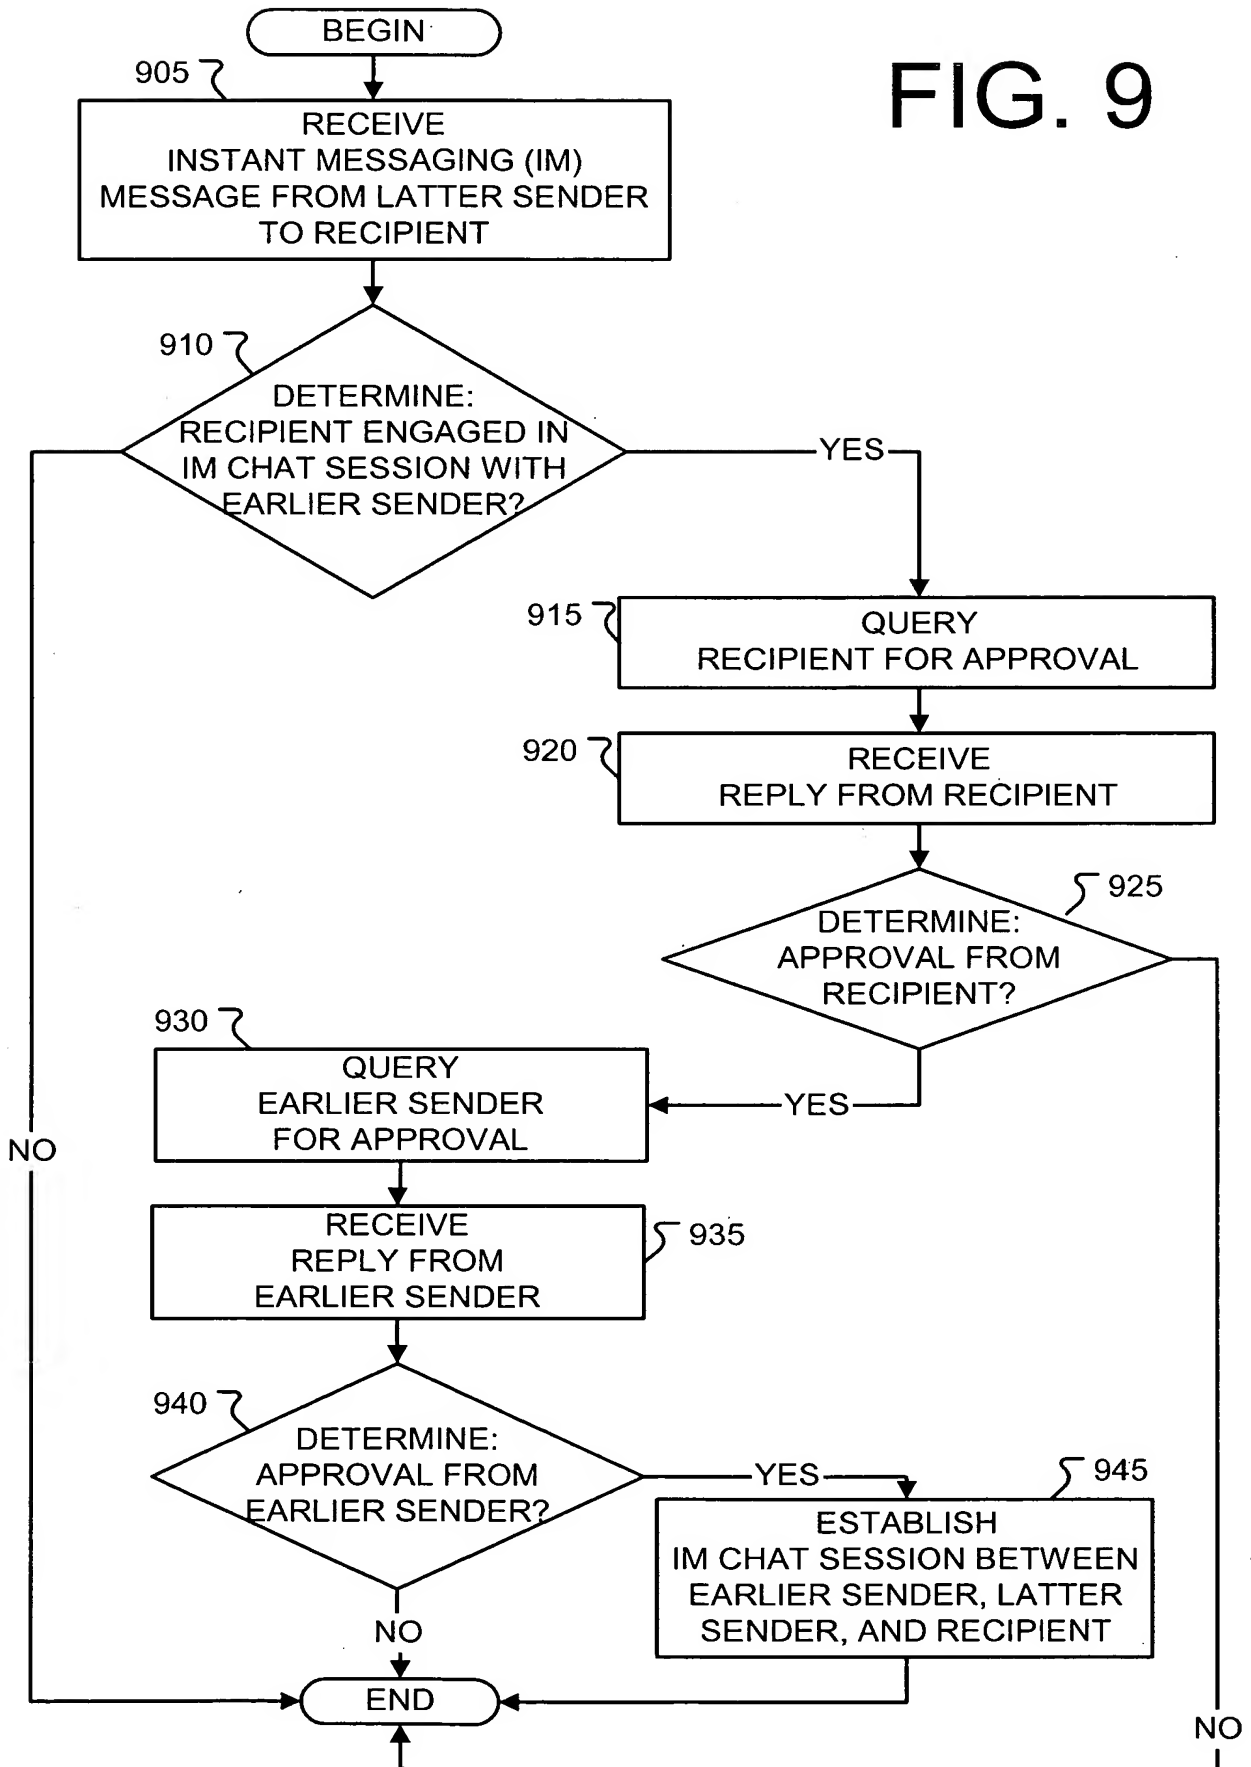 BEGIN
FIG. 9
905
RECEIVE
INSTANT MESSAGING (IM)
MESSAGE FROM LATTER SENDER
TO RECIPIENT
910
DETERMINE:
RECIPIENT ENGAGED IN
IM CHAT SESSION WITH
EARLIER SENDER?
YES
915
QUERY
RECIPIENT FOR APPROVAL
920
RECEIVE
REPLY FROM RECIPIENT
925
DETERMINE:
APPROVAL FROM
RECIPIENT?
930
QUERY
EARLIER SENDER
FOR APPROVAL
YES
NO
RECEIVE
REPLY FROM
EARLIER SENDER
935
940
DETERMINE:
APPROVAL FROM
EARLIER SENDER?
YES
945
ESTABLISH
IM CHAT SESSION BETWEEN
EARLIER SENDER, LATTER
SENDER, AND RECIPIENT
NO
END
NO